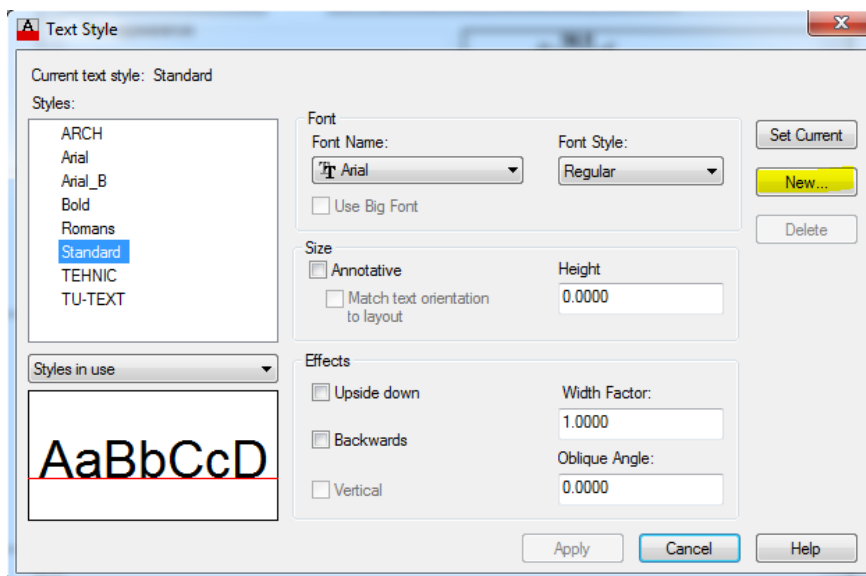 Text Style
Current text style: Standard
Styles:
ARCH
Arial
Arial_B
Bold
Romans
Standard
TEHNIC
TU-TEXT
Styles in use
AaBbCcD
Font
Font Name:
Arial
Font Style:
Regular
Use Big Font
Size
Annotative
Match text orientation
to layout
Height
0.0000
Effects
Upside down
Backwards
Vertical
Width Factor:
1.0000
Oblique Angle:
0.0000
Set Current
New...
Delete
Apply
Cancel
Help